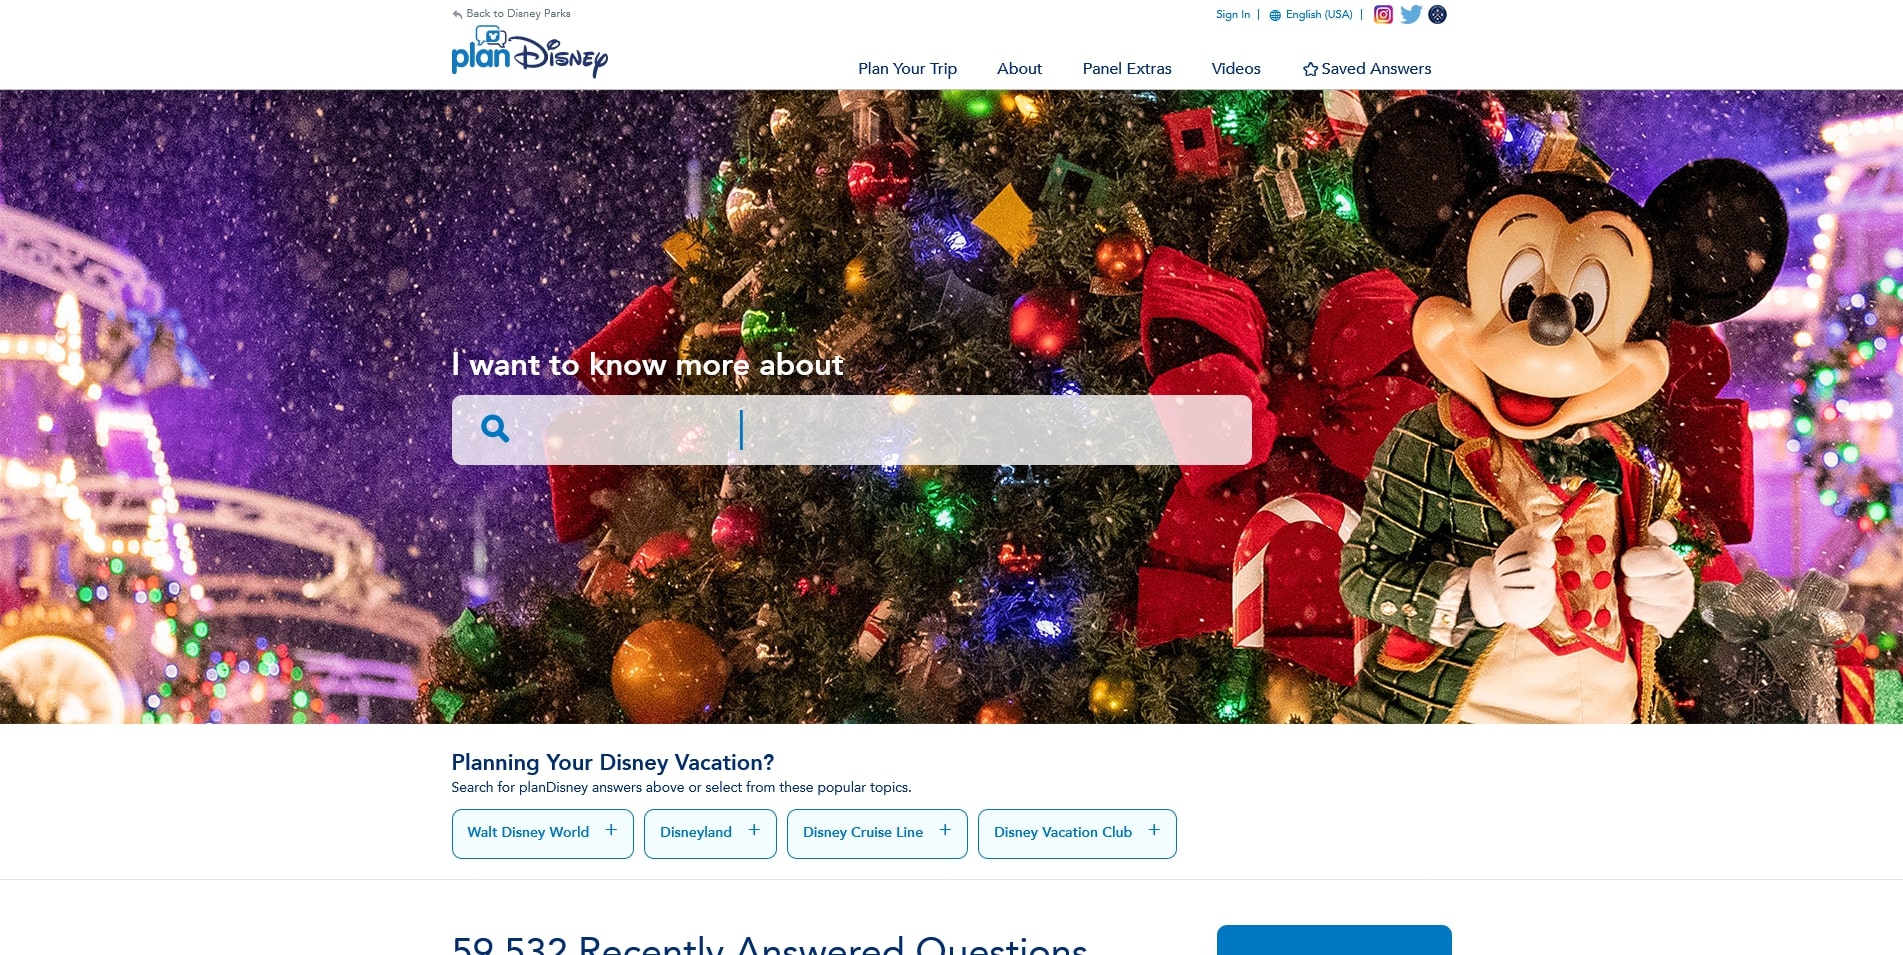 Back to Disney Parks
Sign In | English (USA) |
plan Disney
Plan Your Trip About Panel Extras Videos Saved Answers
I want to know more about
Planning Your Disney Vacation?
Search for planDisney answers above or select from these popular topics.
Walt Disney World + Disneyland + Disney Cruise Line + Disney Vacation Club +
59,532 Recently Answered Questions